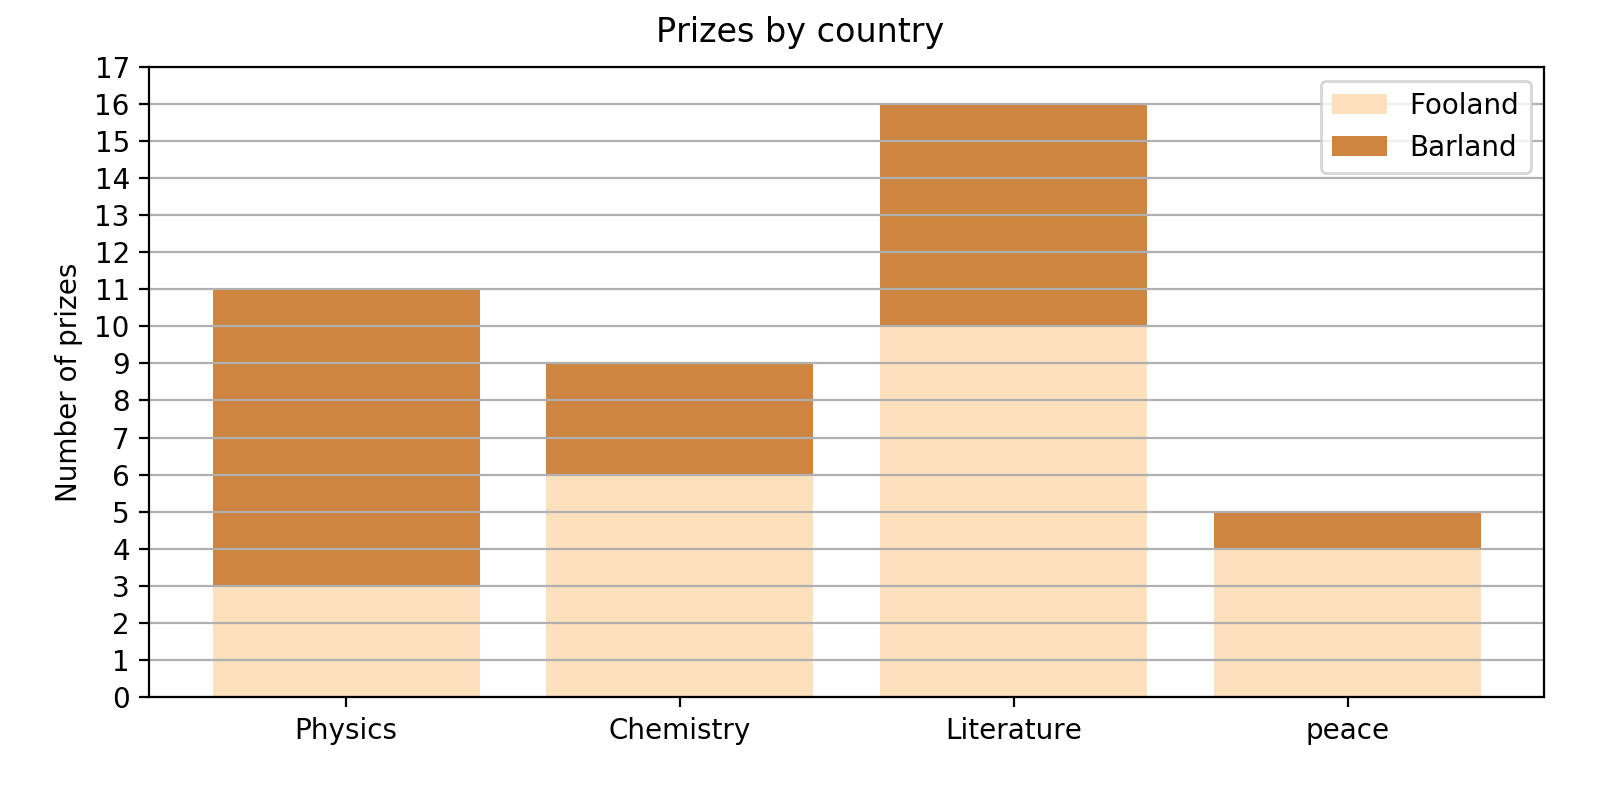 Prizes by country
Number of prizes
17
16
15
14
13
12
11
10
9
8
7
6
5
4
3
2
1
0
Fooland
Barland
Physics
Chemistry
Literature
peace